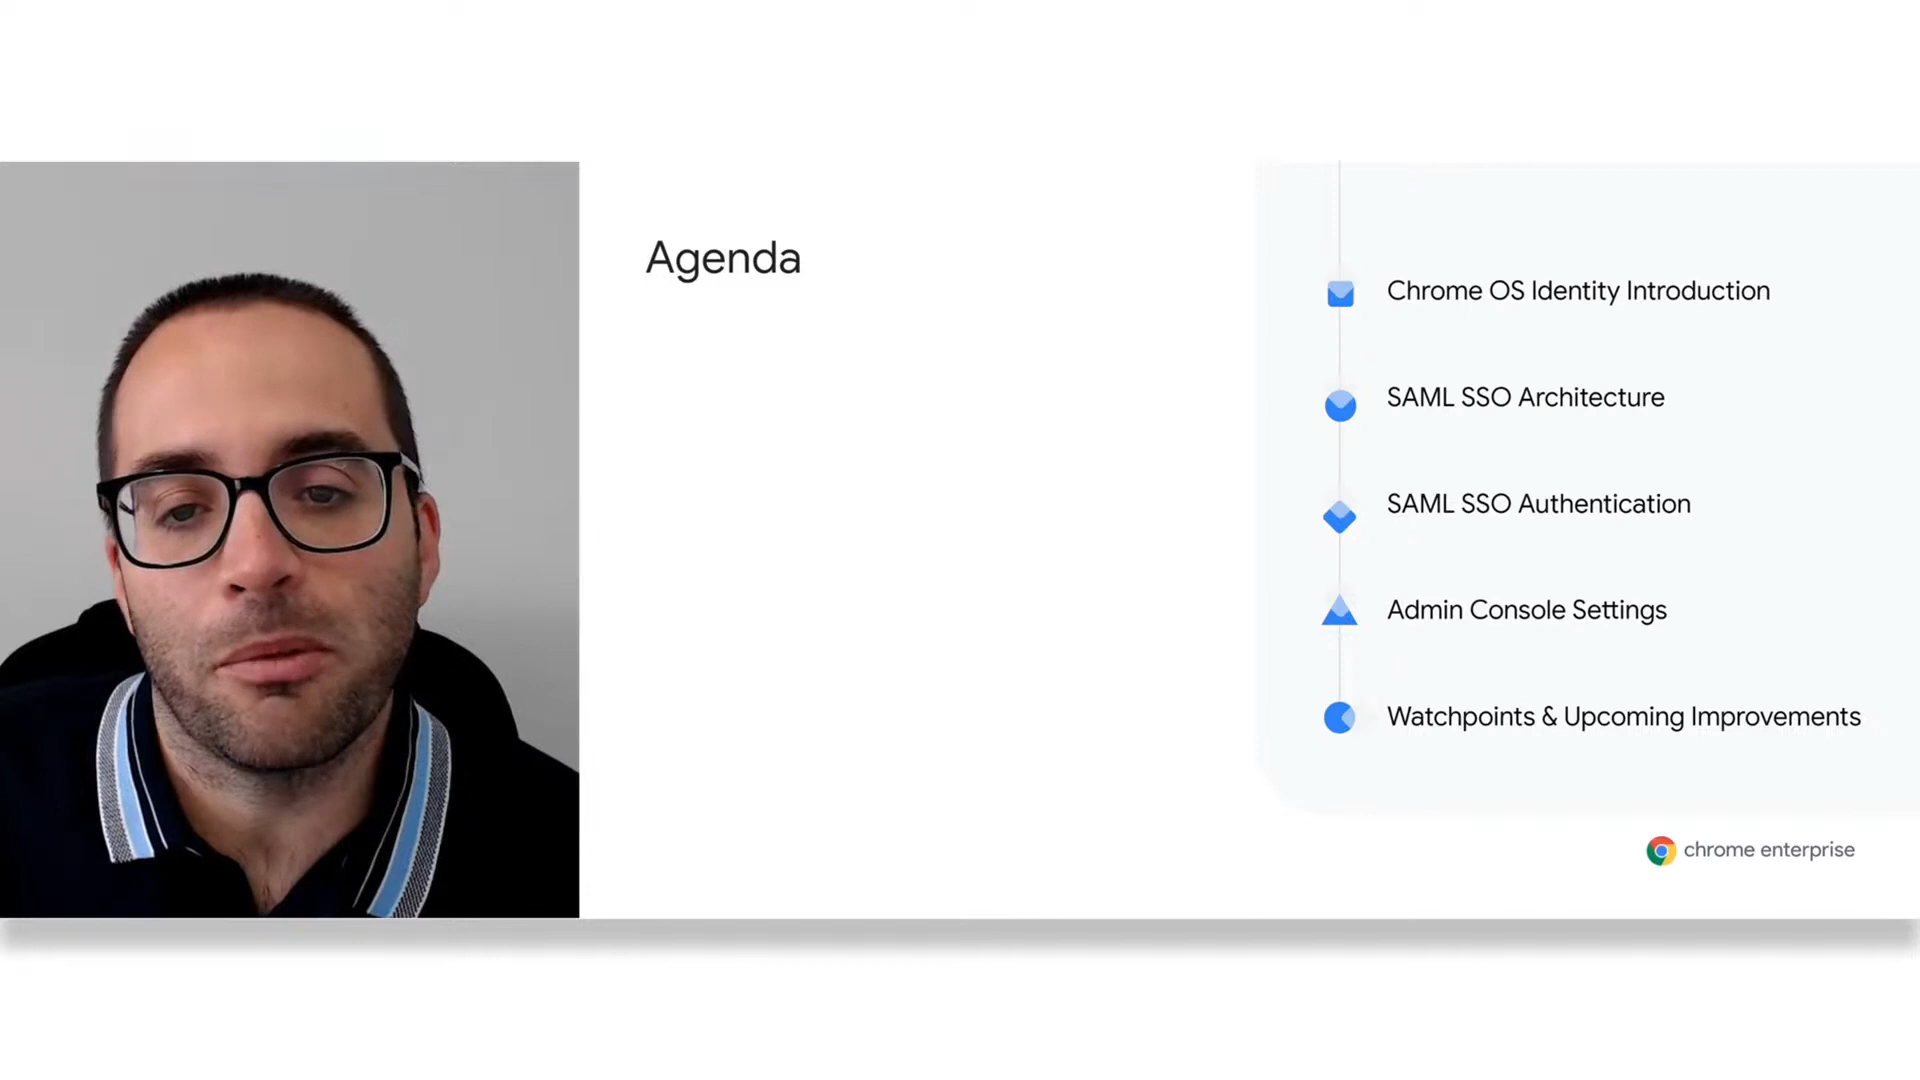 Agenda
Chrome OS Identity Introduction
SAML SSO Architecture
SAML SSO Authentication
Admin Console Settings
Watchpoints & Upcoming Improvements
chrome enterprise